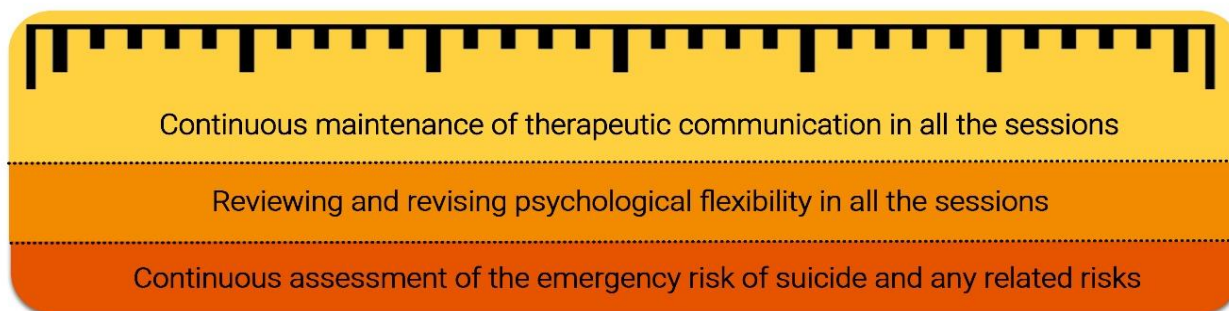 Continuous maintenance of therapeutic communication in all the sessions
Reviewing and revising psychological flexibility in all the sessions
Continuous assessment of the emergency risk of suicide and any related risks